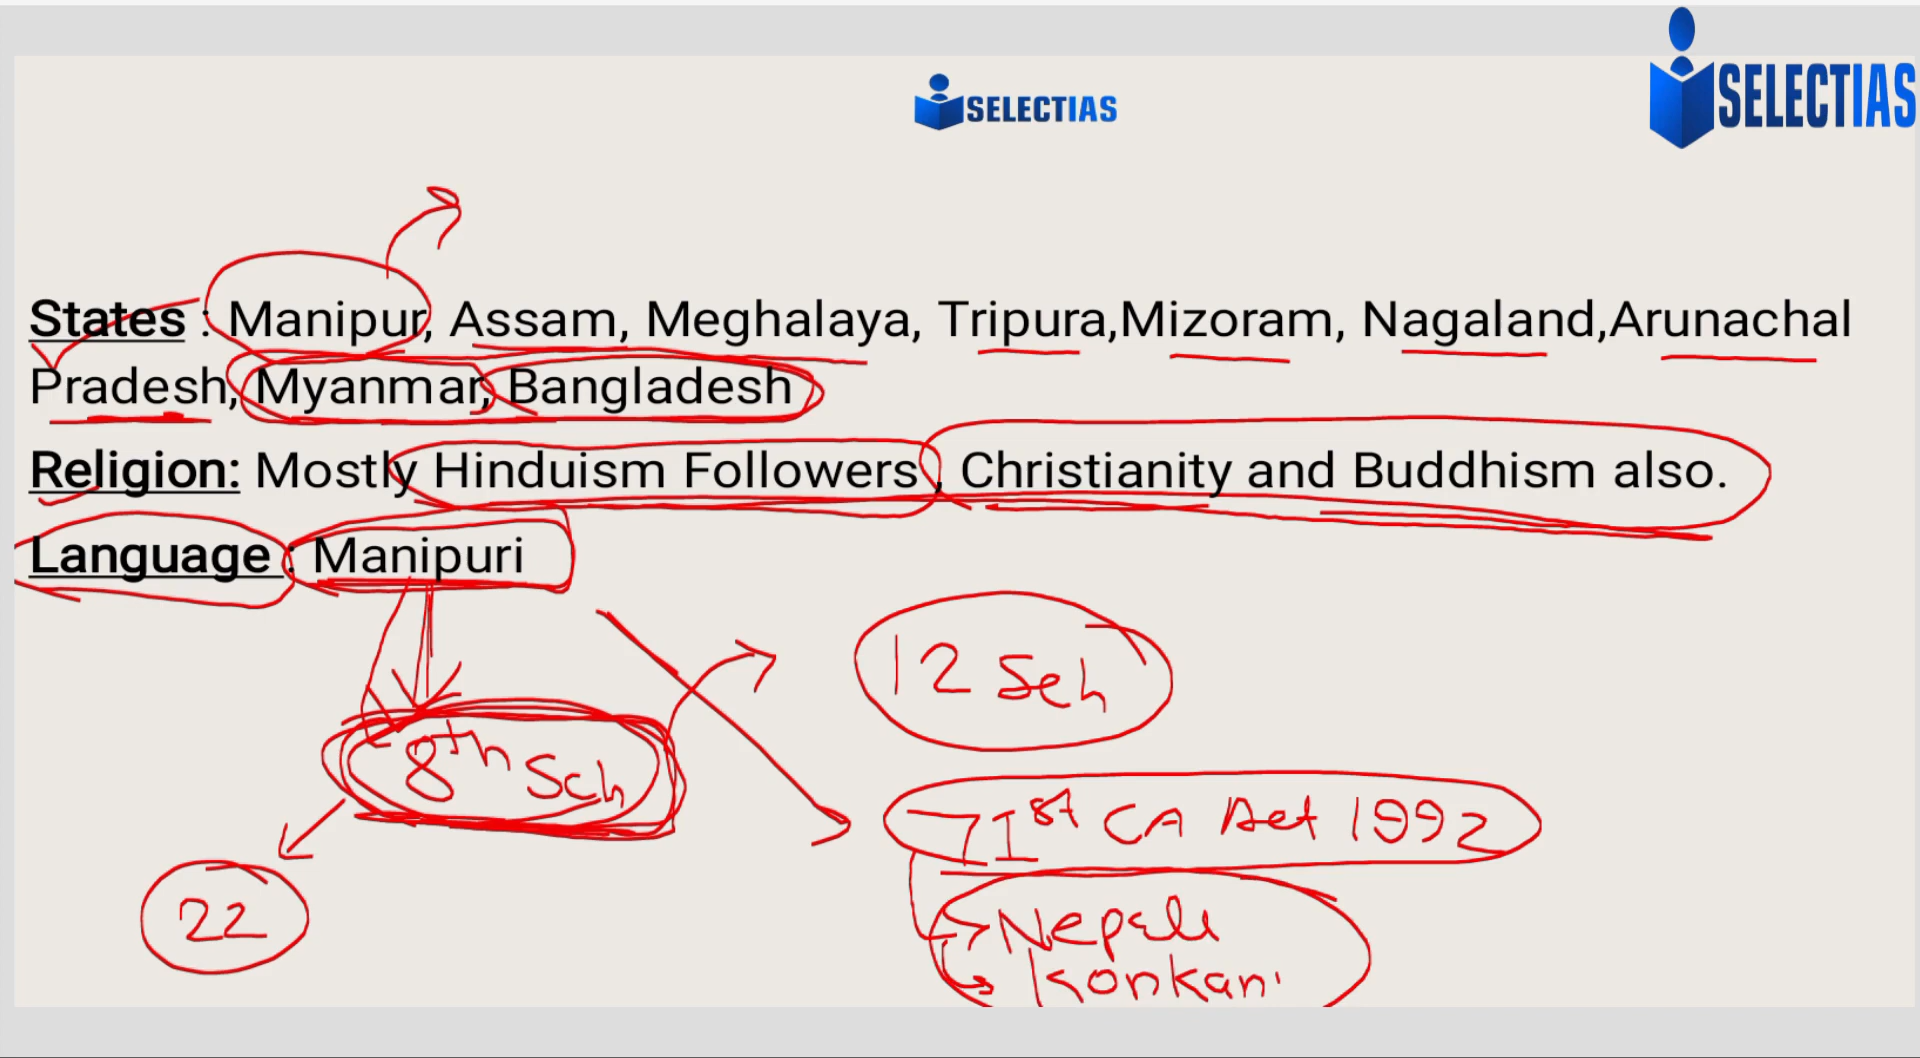 SELECTIAS
SELECTIAS
States : Manipur, Assam, Meghalaya, Tripura,Mizoram, Nagaland,Arunachal
Pradesh, Myanmar, Bangladesh
Religion: Mostly Hinduism Followers , Christianity and Buddhism also.
Language : Manipuri
12 Sch
8th Sch
71st CA Act 1992
22
Nepali
Konkani